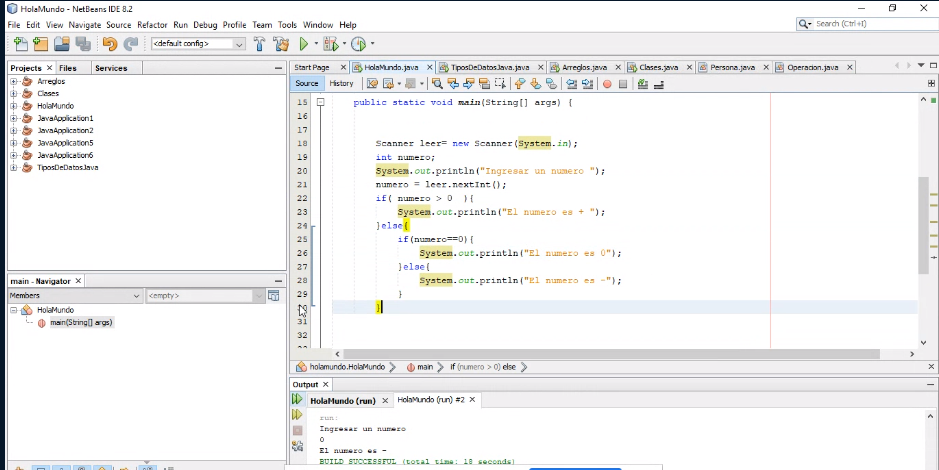 HolaMundo - NetBeans IDE 8.2
File Edit View Navigate Source Refactor Run Debug Profile Team Tools Window Help
Search (Ctrl+I)
<default config>
Projects Files Services
Arreglos
Clases
HolaMundo
JavaApplication1
JavaApplication2
JavaApplication5
JavaApplication6
TiposDeDatosJava
main - Navigator
Members <empty>
HolaMundo
main(String[] args)
Start Page HolaMundo.java TiposDeDatosJava.java Arreglos.java Clases.java Persona.java Operacion.java
Source History
15 public static void main(String[] args) {
16
17
18 Scanner leer= new Scanner(System.in);
19 int numero;
20 System.out.println("Ingresar un numero ");
21 numero = leer.nextInt();
22 if( numero > 0 ){
23 System.out.println("El numero es + ");
24 }else{
25 if(numero==0){
26 System.out.println("El numero es 0");
27 }else{
28 System.out.println("El numero es -");
29 }
}
31
32
holamundo.HolaMundo main if (numero > 0) else
Output
HolaMundo (run) HolaMundo (run) #2
run:
Ingresar un numero
0
El numero es -
BUILD SUCCESSFUL (total time: 18 seconds)